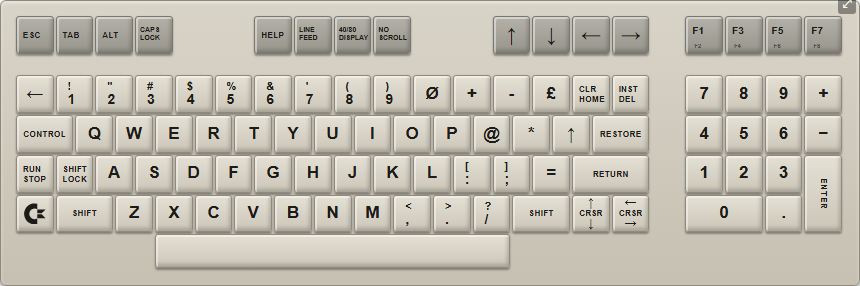 ESC TAB ALT CAPS LOCK HELP LINE FEED 40/80 DISPLAY NO SCROLL ↑ ↓ ← → F1 F2 F3 F4 F5 F6 F7 F8
← ! 1 " 2 # 3 $ 4 % 5 & 6 ' 7 ( 8 ) 9 Ø + - £ CLR HOME INST DEL 7 8 9 +
CONTROL Q W E R T Y U I O P @ * ↑ RESTORE 4 5 6 −
RUN STOP SHIFT LOCK A S D F G H J K L [ : ] ; = RETURN 1 2 3 ENTER
SHIFT Z X C V B N M < , > . ? / SHIFT ↑ CRSR ↓ ← CRSR → 0 .